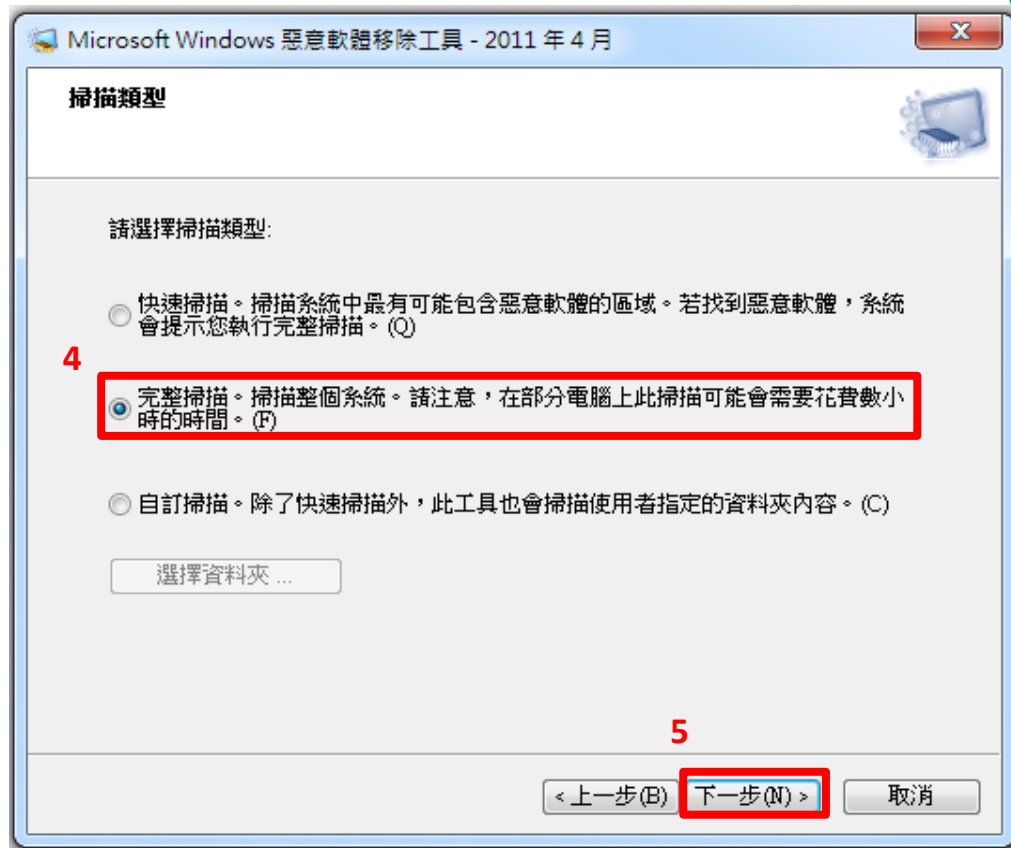 Microsoft Windows 惡意軟體移除工具 - 2011 年 4 月
掃描類型
請選擇掃描類型:
快速掃描。掃描系統中最有可能包含惡意軟體的區域。若找到惡意軟體，系統
會提示您執行完整掃描。(Q)
4
完整掃描。掃描整個系統。請注意，在部分電腦上此掃描可能會需要花費數小
時的時間。(F)
自訂掃描。除了快速掃描外，此工具也會掃描使用者指定的資料夾內容。(C)
選擇資料夾 ...
5
< 上一步(B) 下一步(N) > 取消